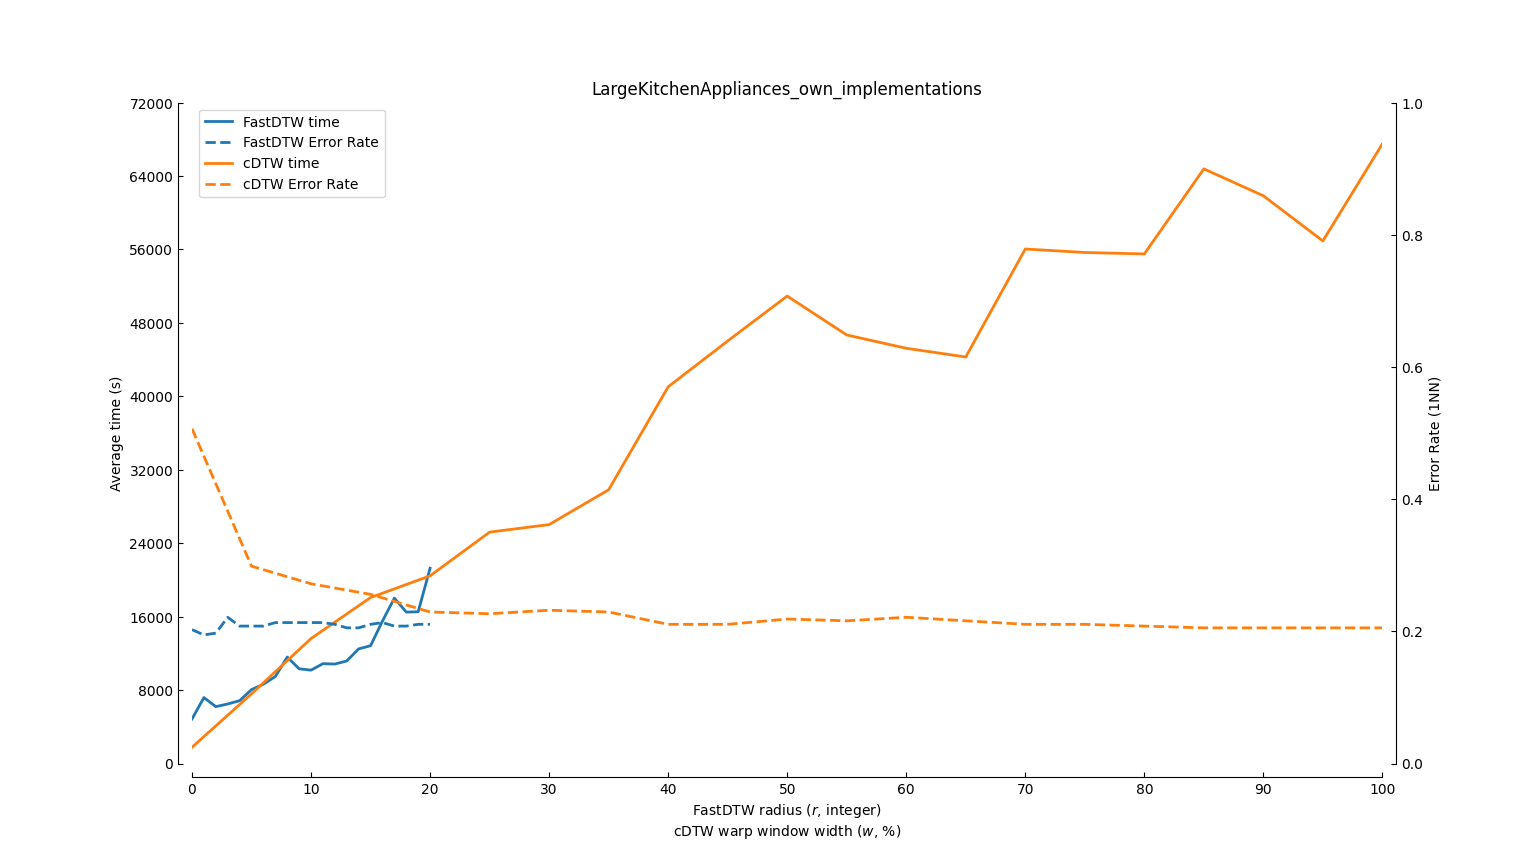 LargeKitchenAppliances_own_implementations
72000
64000
56000
48000
40000
32000
24000
16000
8000
0
Average time (s)
FastDTW time
FastDTW Error Rate
cDTW time
cDTW Error Rate
1.0
0.8
0.6
0.4
0.2
0.0
Error Rate (1NN)
0 10 20 30 40 50 60 70 80 90 100
FastDTW radius (r, integer)
cDTW warp window width (w, %)